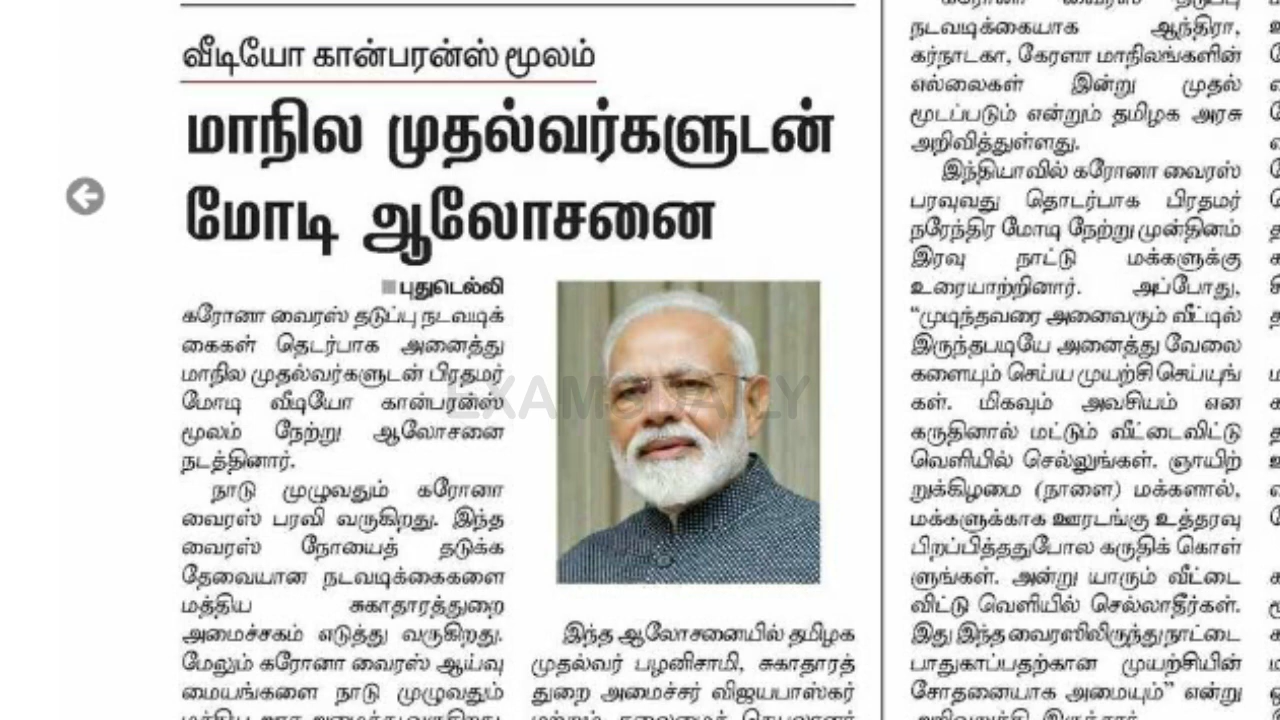 வீடியோ கான்பரன்ஸ் மூலம்
மாநில முதல்வர்களுடன்
மோடி ஆலோசனை
புதுடெல்லி
கரோனா வைரஸ் தடுப்பு நடவடிக்
கைகள் தெடர்பாக அனைத்து
மாநில முதல்வர்களுடன் பிரதமர்
மோடி வீடியோ கான்பரன்ஸ்
மூலம் நேற்று ஆலோசனை
நடத்தினார்.
நாடு முழுவதும் கரோனா
வைரஸ் பரவி வருகிறது. இந்த
வைரஸ் நோயைத் தடுக்க
தேவையான நடவடிக்கைகளை
மத்திய சுகாதாரத்துறை
அமைச்சகம் எடுத்து வருகிறது.
மேலும் கரோனா வைரஸ் ஆய்வு
மையங்களை நாடு முழுவதும்
EXAMS DAILY
இந்த ஆலோசனையில் தமிழக
முதல்வர் பழனிசாமி, சுகாதாரத்
துறை அமைச்சர் விஜயபாஸ்கர்
நடவடிக்கையாக ஆந்திரா,
கர்நாடகா, கேரளா மாநிலங்களின்
எல்லைகள் இன்று முதல்
மூடப்படும் என்றும் தமிழக அரசு
அறிவித்துள்ளது.
இந்தியாவில் கரோனா வைரஸ்
பரவுவது தொடர்பாக பிரதமர்
நரேந்திர மோடி நேற்று முன்தினம்
இரவு நாட்டு மக்களுக்கு
உரையாற்றினார். அப்போது,
“முடிந்தவரை அனைவரும் வீட்டில்
இருந்தபடியே அனைத்து வேலை
களையும் செய்ய முயற்சி செய்யுங்
கள். மிகவும் அவசியம் என
கருதினால் மட்டும் வீட்டைவிட்டு
வெளியில் செல்லுங்கள். ஞாயிற்
றுக்கிழமை (நாளை) மக்களால்,
மக்களுக்காக ஊரடங்கு உத்தரவு
பிறப்பித்ததுபோல கருதிக் கொள்
ளுங்கள். அன்று யாரும் வீட்டை
விட்டு வெளியில் செல்லாதீர்கள்.
இது இந்த வைரஸிலிருந்து நாட்டை
பாதுகாப்பதற்கான முயற்சியின்
சோதனையாக அமையும்” என்று